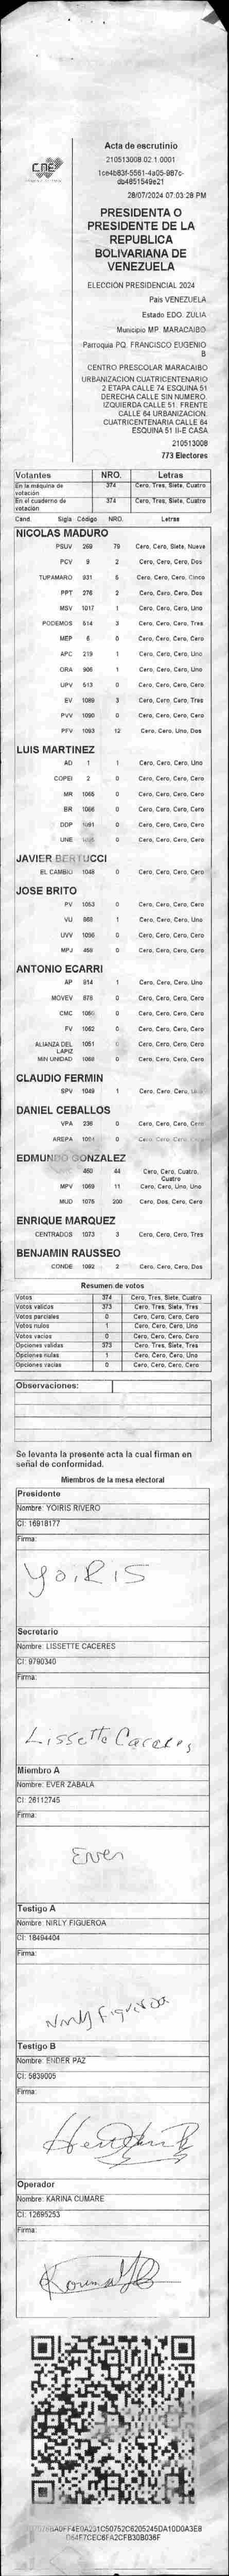 Acta de escrutinio
210513008.02.1.0001
28/07/2024 07:03:28 PM
PRESIDENTA O
PRESIDENTE DE LA
REPUBLICA
BOLIVARIANA DE
VENEZUELA
ELECCIÓN PRESIDENCIAL 2024
País VENEZUELA
Estado EDO. ZULIA
Municipio MP. MARACAIBO
Parroquia PQ. FRANCISCO EUGENIO
B
CENTRO PRESCOLAR MARACAIBO
URBANIZACION CUATRICENTENARIO
2 ETAPA CALLE 74 ESQUINA 51
DERECHA CALLE SIN NUMERO.
IZQUIERDA CALLE 51. FRENTE
CALLE 64 URBANIZACION.
CUATRICENTENARIA CALLE 64
ESQUINA 51 II-E CASA
210513008
773 Electores
Votantes NRO. Letras
En la máquina de votación 374 Cero, Tres, Siete, Cuatro
En el cuaderno de votación 374 Cero, Tres, Siete, Cuatro
Cand. Sigla Código NRO. Letras
NICOLAS MADURO
PSUV 269 79 Cero, Cero, Siete, Nueve
PCV 9 2 Cero, Cero, Cero, Dos
TUPAMARO 931 5 Cero, Cero, Cero, Cinco
PPT 276 2 Cero, Cero, Cero, Dos
MSV 1017 1 Cero, Cero, Cero, Uno
PODEMOS 514 3 Cero, Cero, Cero, Tres
MEP 6 0 Cero, Cero, Cero, Cero
APC 219 1 Cero, Cero, Cero, Uno
ORA 906 1 Cero, Cero, Cero, Uno
UPV 513 0 Cero, Cero, Cero, Cero
EV 1089 3 Cero, Cero, Cero, Tres
PVV 1090 0 Cero, Cero, Cero, Cero
PFV 1093 12 Cero, Cero, Uno, Dos
LUIS MARTINEZ
AD 1 1 Cero, Cero, Cero, Uno
COPEI 2 0 Cero, Cero, Cero, Cero
MR 1065 0 Cero, Cero, Cero, Cero
BR 1066 0 Cero, Cero, Cero, Cero
DDP 1091 0 Cero, Cero, Cero, Cero
UNE 0 Cero, Cero, Cero, Cero
JAVIER BERTUCCI
EL CAMBIO 1048 0 Cero, Cero, Cero, Cero
JOSE BRITO
PV 1053 0 Cero, Cero, Cero, Cero
VU 968 1 Cero, Cero, Cero, Uno
UVV 1096 0 Cero, Cero, Cero, Cero
MPJ 459 0 Cero, Cero, Cero, Cero
ANTONIO ECARRI
AP 914 1 Cero, Cero, Cero, Uno
MOVEV 878 0 Cero, Cero, Cero, Cero
CMC 0 Cero, Cero, Cero, Cero
FV 1062 0 Cero, Cero, Cero, Cero
ALIANZA DEL LAPIZ 1051 0 Cero, Cero, Cero, Cero
MIN UNIDAD 1068 0 Cero, Cero, Cero, Cero
CLAUDIO FERMIN
SPV 1049 1 Cero, Cero, Cero, Uno
DANIEL CEBALLOS
VPA 236 0 Cero, Cero, Cero, Cero
AREPA 0 Cero, Cero, Cero, Cero
EDMUNDO GONZALEZ
460 44 Cero, Cero, Cuatro, Cuatro
MPV 1069 11 Cero, Cero, Uno, Uno
MUD 1075 200 Cero, Dos, Cero, Cero
ENRIQUE MARQUEZ
CENTRADOS 1073 3 Cero, Cero, Cero, Tres
BENJAMIN RAUSSEO
CONDE 1082 2 Cero, Cero, Cero, Dos
Resumen de votos
Votos 374 Cero, Tres, Siete, Cuatro
Votos validos 373 Cero, Tres, Siete, Tres
Votos parciales 0 Cero, Cero, Cero, Cero
Votos nulos 1 Cero, Cero, Cero, Uno
Votos vacios 0 Cero, Cero, Cero, Cero
Opciones validas 373 Cero, Tres, Siete, Tres
Opciones nulas 1 Cero, Cero, Cero, Uno
Opciones vacias 0 Cero, Cero, Cero, Cero
Observaciones:
Se levanta la presente acta la cual firman en
señal de conformidad.
Miembros de la mesa electoral
Presidente
Nombre: YOIRIS RIVERO
CI: 16918177
Firma:
YOIRIS
Secretario
Nombre: LISSETTE CACERES
CI: 9790340
Firma:
Lissette Caceres
Miembro A
Nombre: EVER ZABALA
CI: 26112745
Firma:
Ever
Testigo A
Nombre: NIRLY FIGUEROA
CI: 18494404
Firma:
Nirly Figueroa
Testigo B
Nombre: ENDER PAZ
CI: 5839005
Firma:
Operador
Nombre: KARINA CUMARE
CI: 12695253
Firma: